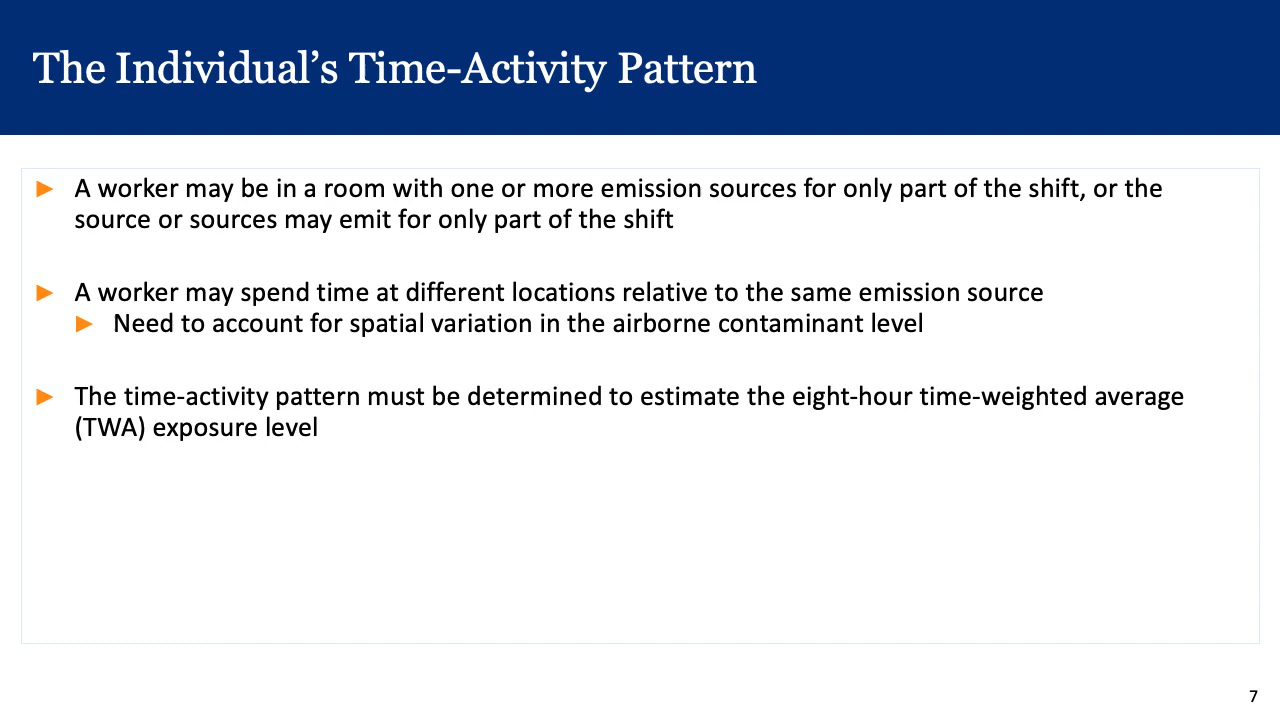 The Individual’s Time-Activity Pattern
► A worker may be in a room with one or more emission sources for only part of the shift, or the
source or sources may emit for only part of the shift
► A worker may spend time at different locations relative to the same emission source
► Need to account for spatial variation in the airborne contaminant level
► The time-activity pattern must be determined to estimate the eight-hour time-weighted average
(TWA) exposure level
7